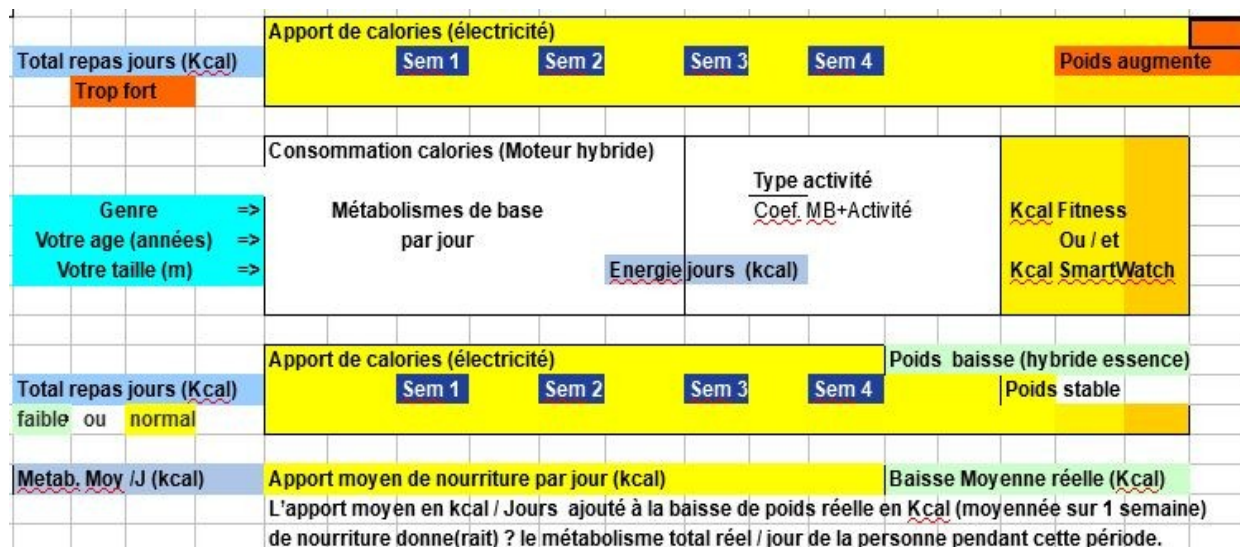 Apport de calories (électricité)
Total repas jours (Kcal) Sem 1 Sem 2 Sem 3 Sem 4 Poids augmente
Trop fort
Consommation calories (Moteur hybride)
Type activité
Genre => Métabolismes de base Coef. MB+Activité Kcal Fitness
Votre age (années) => par jour Ou / et
Votre taille (m) => Energie jours (kcal) Kcal SmartWatch
Apport de calories (électricité) Poids baisse (hybride essence)
Total repas jours (Kcal) Sem 1 Sem 2 Sem 3 Sem 4 Poids stable
faible ou normal
Metab. Moy /J (kcal) Apport moyen de nourriture par jour (kcal) Baisse Moyenne réelle (Kcal)
L'apport moyen en kcal / Jours ajouté à la baisse de poids réelle en Kcal (moyennée sur 1 semaine)
de nourriture donne(rait) ? le métabolisme total réel / jour de la personne pendant cette période.